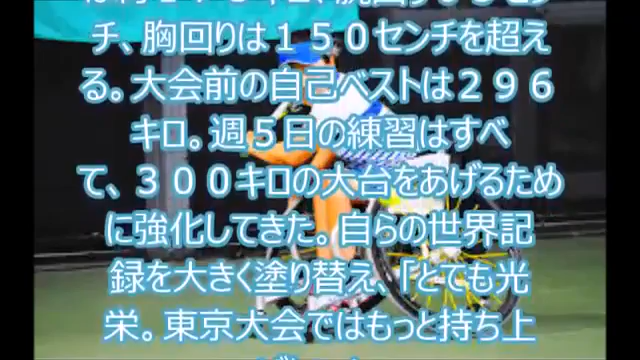 チ、胸回りは１５０センチを超え
る。大会前の自己ベストは２９６
キロ。週５日の練習はすべ
て、３００キロの大台をあげるため
に強化してきた。自らの世界記
録を大きく塗り替え、「とても光
栄。東京大会ではもっと持ち上